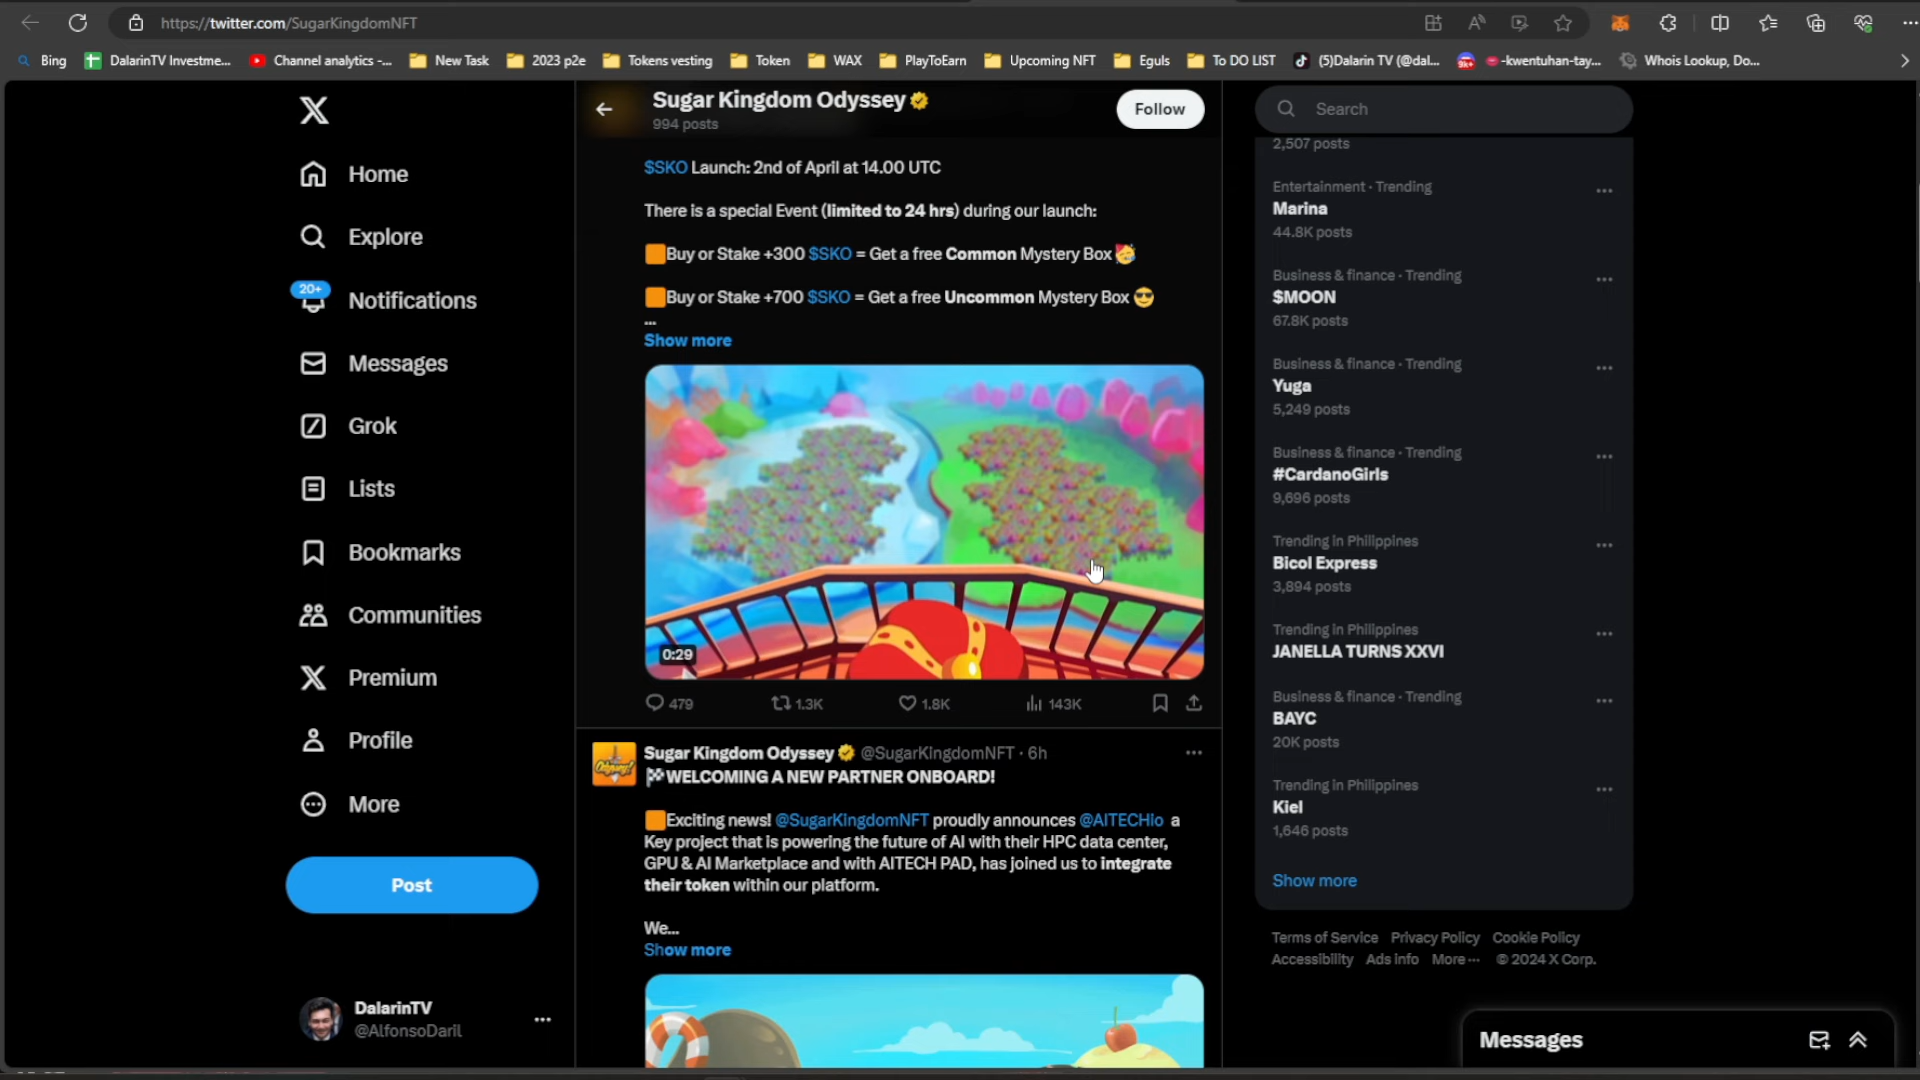 https://twitter.com/SugarKingdomNFT
Bing
DalarinTV Investme...
Channel analytics -...
New Task
2023 p2e
Tokens vesting
Token
WAX
PlayToEarn
Upcoming NFT
Eguls
To DO LIST
(5)Dalarin TV (@dal...
-kwentuhan-tay...
Whois Lookup, Do...
Home
Explore
20+
Notifications
Messages
Grok
Lists
Bookmarks
Communities
Premium
Profile
More
Post
DalarinTV
@AlfonsoDaril
Sugar Kingdom Odyssey
994 posts
Follow
$SKO Launch: 2nd of April at 14.00 UTC
There is a special Event (limited to 24 hrs) during our launch:
Buy or Stake +300 $SKO = Get a free Common Mystery Box
Buy or Stake +700 $SKO = Get a free Uncommon Mystery Box
...
Show more
0:29
479
1.3K
1.8K
143K
Sugar Kingdom Odyssey @SugarKingdomNFT · 6h
WELCOMING A NEW PARTNER ONBOARD!
Exciting news! @SugarKingdomNFT proudly announces @AITECHio a
Key project that is powering the future of AI with their HPC data center,
GPU & AI Marketplace and with AITECH PAD, has joined us to integrate
their token within our platform.
We...
Show more
Search
2,507 posts
Entertainment · Trending
Marina
44.8K posts
Business & finance · Trending
$MOON
67.8K posts
Business & finance · Trending
Yuga
5,249 posts
Business & finance · Trending
#CardanoGirls
9,696 posts
Trending in Philippines
Bicol Express
3,894 posts
Trending in Philippines
JANELLA TURNS XXVI
Business & finance · Trending
BAYC
20K posts
Trending in Philippines
Kiel
1,646 posts
Show more
Terms of Service Privacy Policy Cookie Policy
Accessibility Ads info More ··· © 2024 X Corp.
Messages